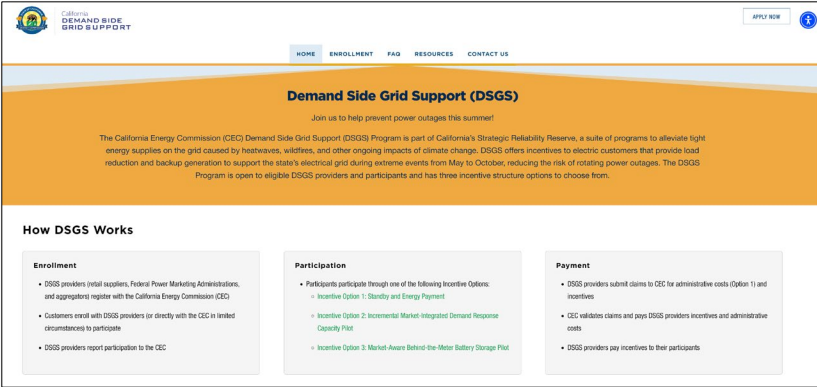 California
DEMAND SIDE
GRID SUPPORT
APPLY NOW
HOME ENROLLMENT FAQ RESOURCES CONTACT US
Demand Side Grid Support (DSGS)
Join us to help prevent power outages this summer!
The California Energy Commission (CEC) Demand Side Grid Support (DSGS) Program is part of California's Strategic Reliability Reserve, a suite of programs to alleviate tight
energy supplies on the grid caused by heatwaves, wildfires, and other ongoing impacts of climate change. DSGS offers incentives to electric customers that provide load
reduction and backup generation to support the state's electrical grid during extreme events from May to October, reducing the risk of rotating power outages. The DSGS
Program is open to eligible DSGS providers and participants and has three incentive structure options to choose from.
How DSGS Works
Enrollment
• DSGS providers (retail suppliers, Federal Power Marketing Administrations,
and aggregators) register with the California Energy Commission (CEC)
• Customers enroll with DSGS providers (or directly with the CEC in limited
circumstances) to participate
• DSGS providers report participation to the CEC
Participation
• Participants participate through one of the following Incentive Options:
○ Incentive Option 1: Standby and Energy Payment
○ Incentive Option 2: Incremental Market-Integrated Demand Response
Capacity Pilot
○ Incentive Option 3: Market-Aware Behind-the-Meter Battery Storage Pilot
Payment
• DSGS providers submit claims to CEC for administrative costs (Option 1) and
incentives
• CEC validates claims and pays DSGS providers incentives and administrative
costs
• DSGS providers pay incentives to their participants